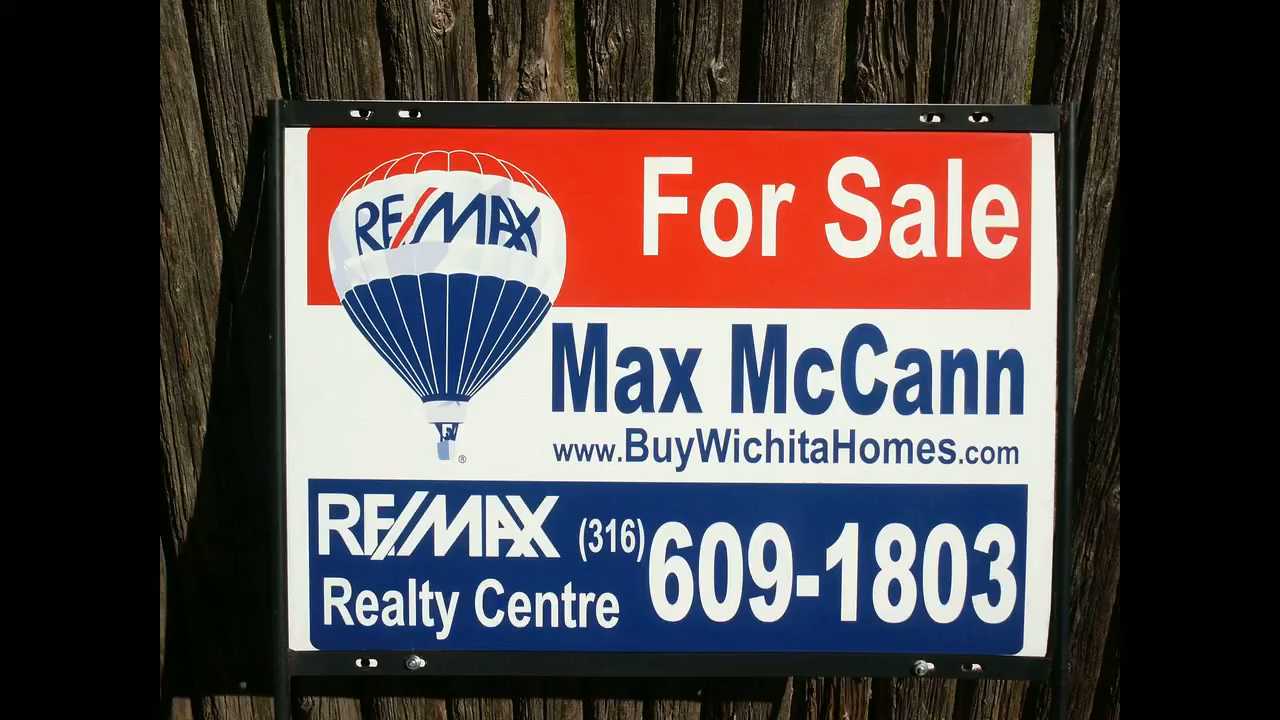 RE/MAX
For Sale
Max McCann
www.BuyWichitaHomes.com
®
RE/MAX (316) 609-1803
Realty Centre